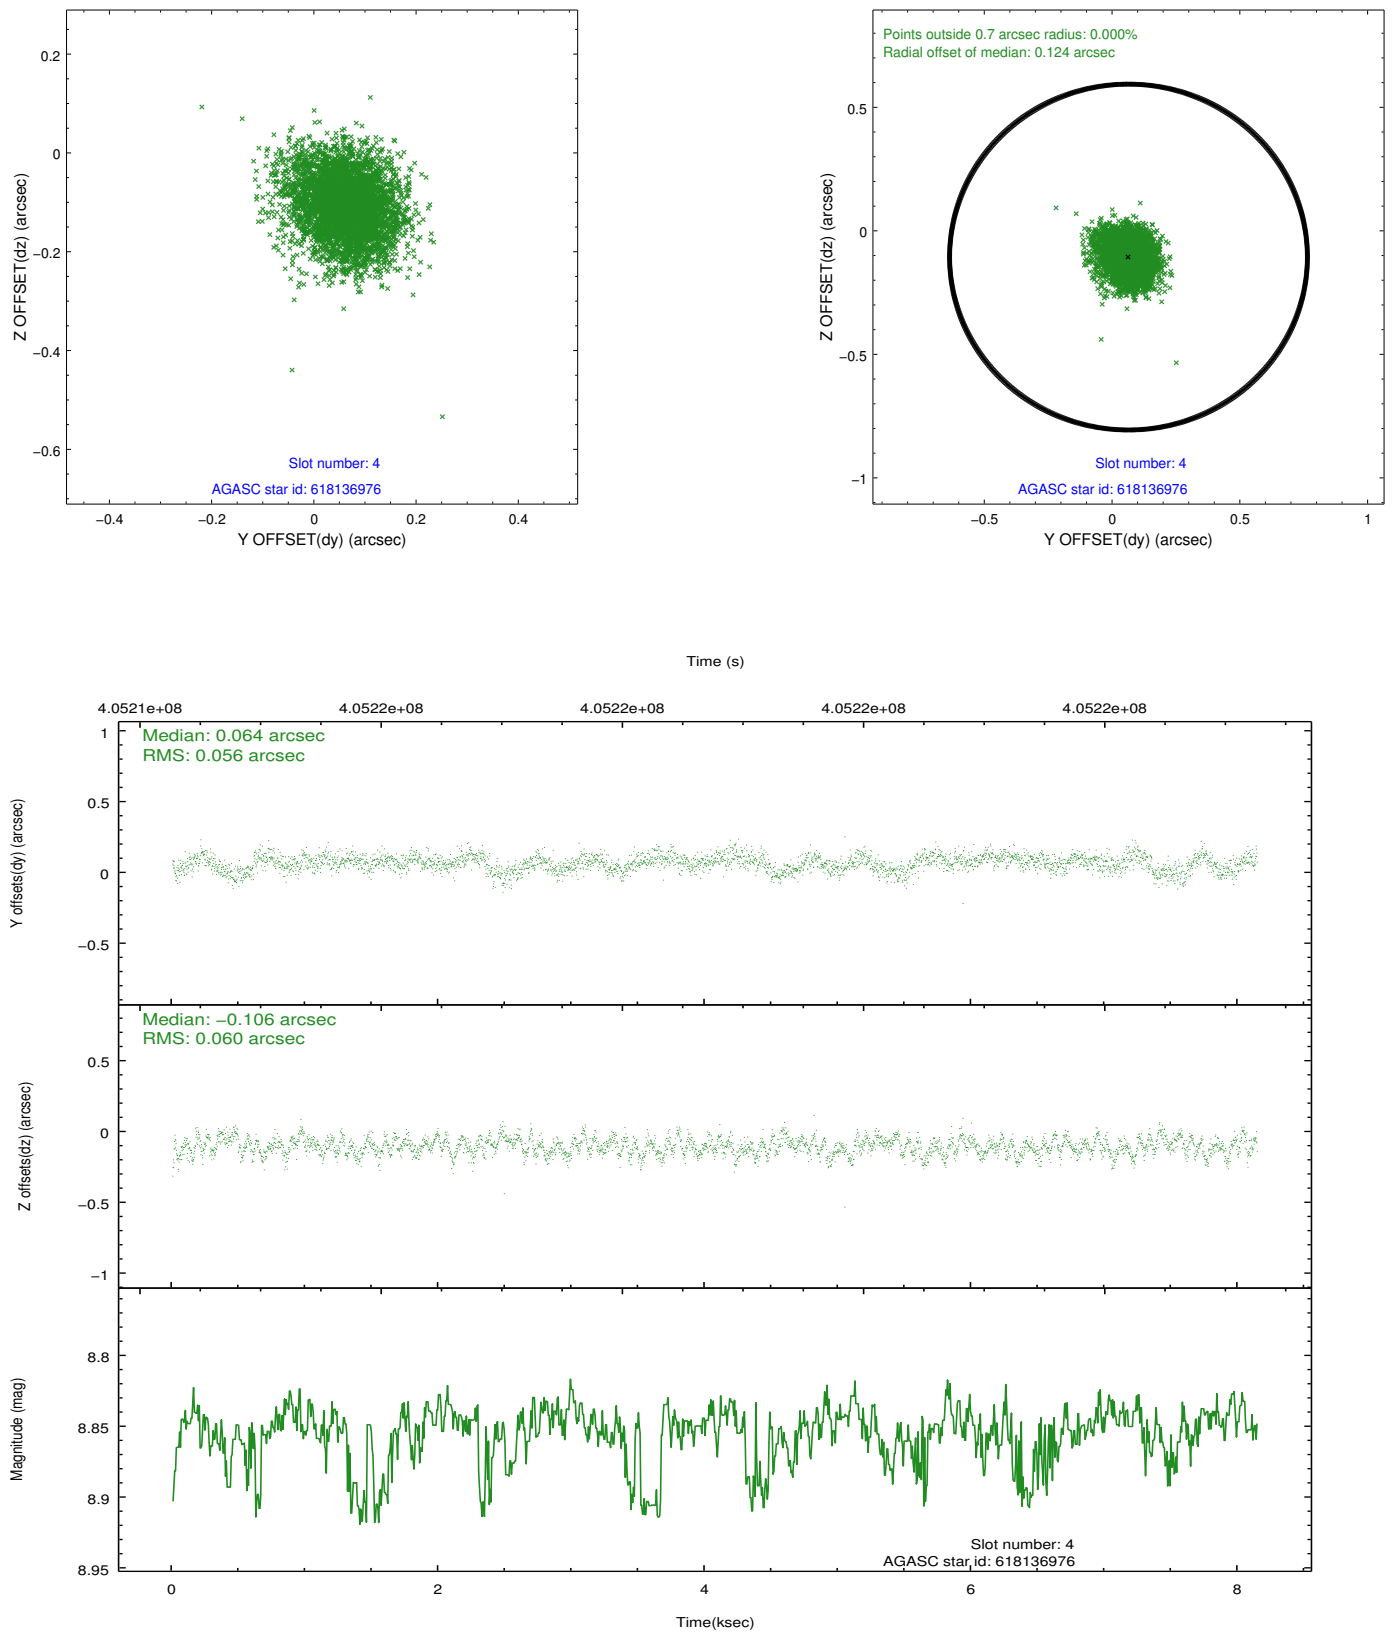 0.2
0
−0.2
−0.4
−0.6
Z OFFSET(dz) (arcsec)
Slot number: 4
AGASC star id: 618136976
−0.4 −0.2 0 0.2 0.4
Y OFFSET(dy) (arcsec)
Points outside 0.7 arcsec radius: 0.000%
Radial offset of median: 0.124 arcsec
0.5
0
−0.5
−1
Z OFFSET(dz) (arcsec)
Slot number: 4
AGASC star id: 618136976
−0.5 0 0.5 1
Y OFFSET(dy) (arcsec)
Time (s)
4.0521e+08 4.0522e+08 4.0522e+08 4.0522e+08 4.0522e+08
Median: 0.064 arcsec
RMS: 0.056 arcsec
1
0.5
0
−0.5
Y offsets(dy) (arcsec)
Median: −0.106 arcsec
RMS: 0.060 arcsec
0.5
0
−0.5
−1
Z offsets(dz) (arcsec)
8.8
8.85
8.9
8.95
Magnitude (mag)
Slot number: 4
AGASC star id: 618136976
0 2 4 6 8
Time(ksec)